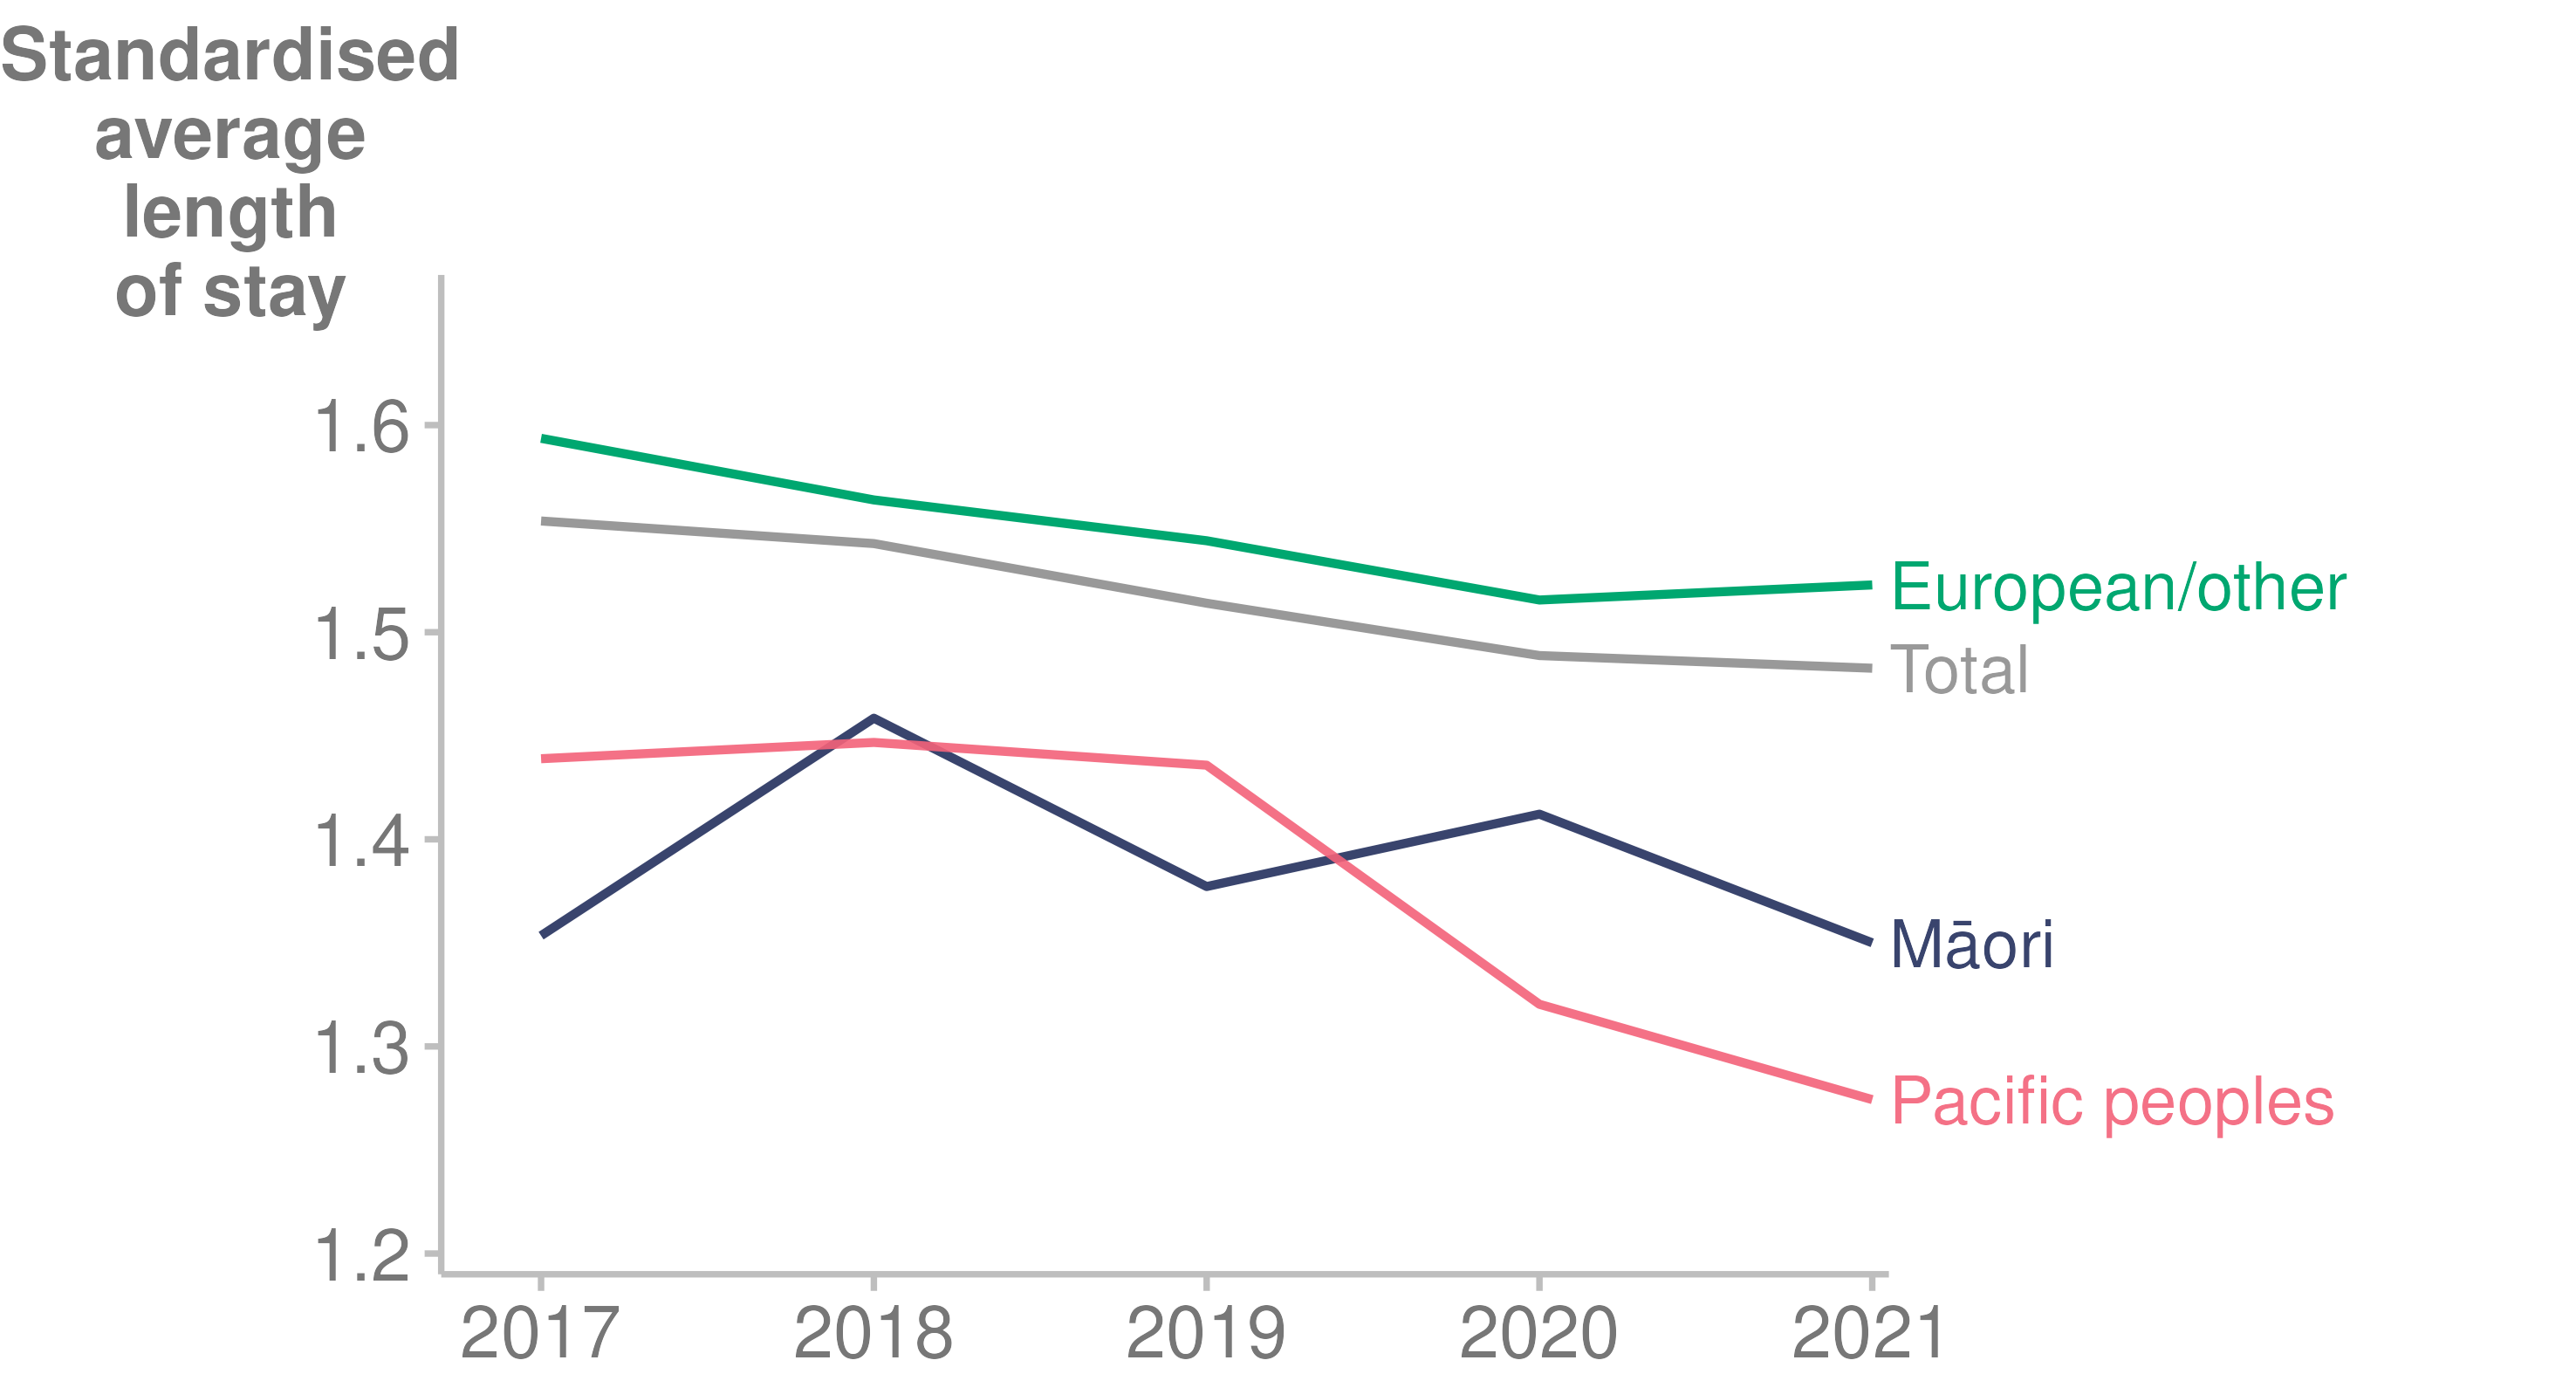 Standardised
average
length
of stay
1.6
1.5
1.4
1.3
1.2
European/other
Total
Māori
Pacific peoples
2017 2018 2019 2020 2021